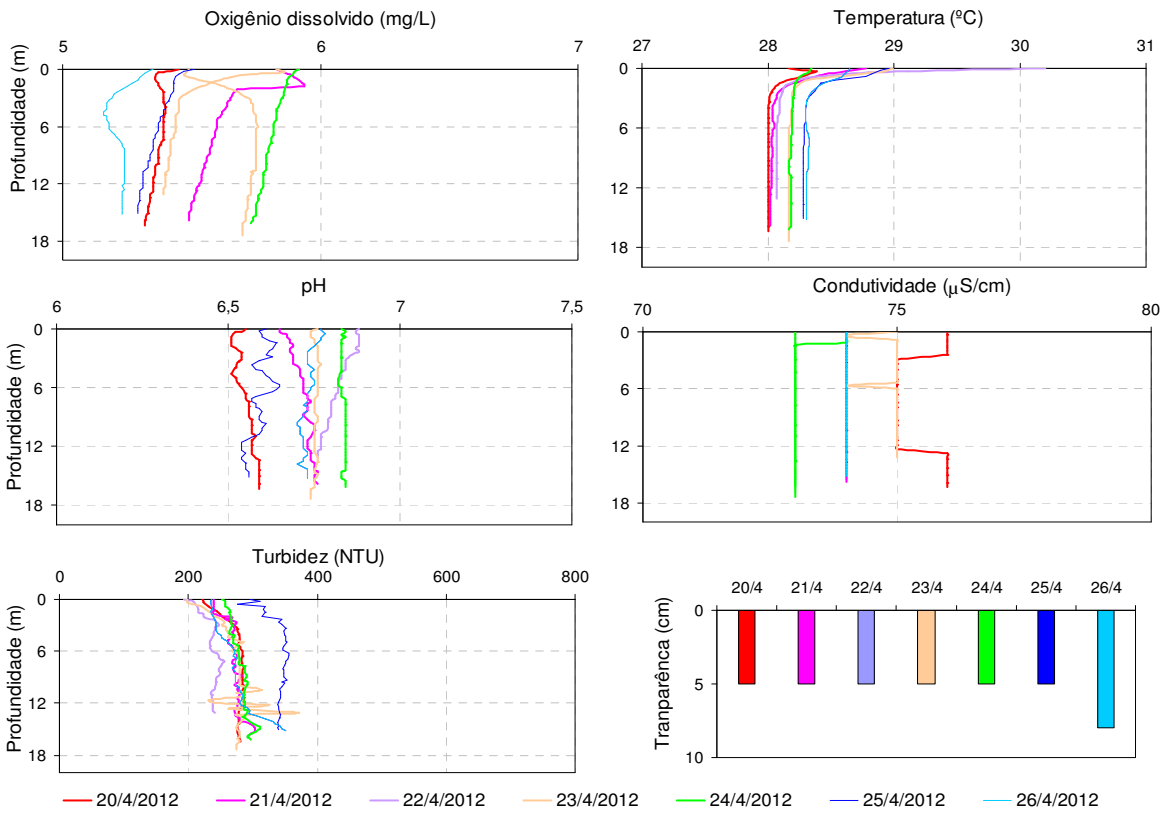 Oxigênio dissolvido (mg/L)
5 6 7
Profundidade (m)
0
6
12
18
Temperatura (ºC)
27 28 29 30 31
0
6
12
18
pH
6 6,5 7 7,5
Profundidade (m)
0
6
12
18
Condutividade (µS/cm)
70 75 80
0
6
12
18
Turbidez (NTU)
0 200 400 600 800
Profundidade (m)
0
6
12
18
20/4 21/4 22/4 23/4 24/4 25/4 26/4
Tranparência (cm)
0
5
10
20/4/2012 21/4/2012 22/4/2012 23/4/2012 24/4/2012 25/4/2012 26/4/2012